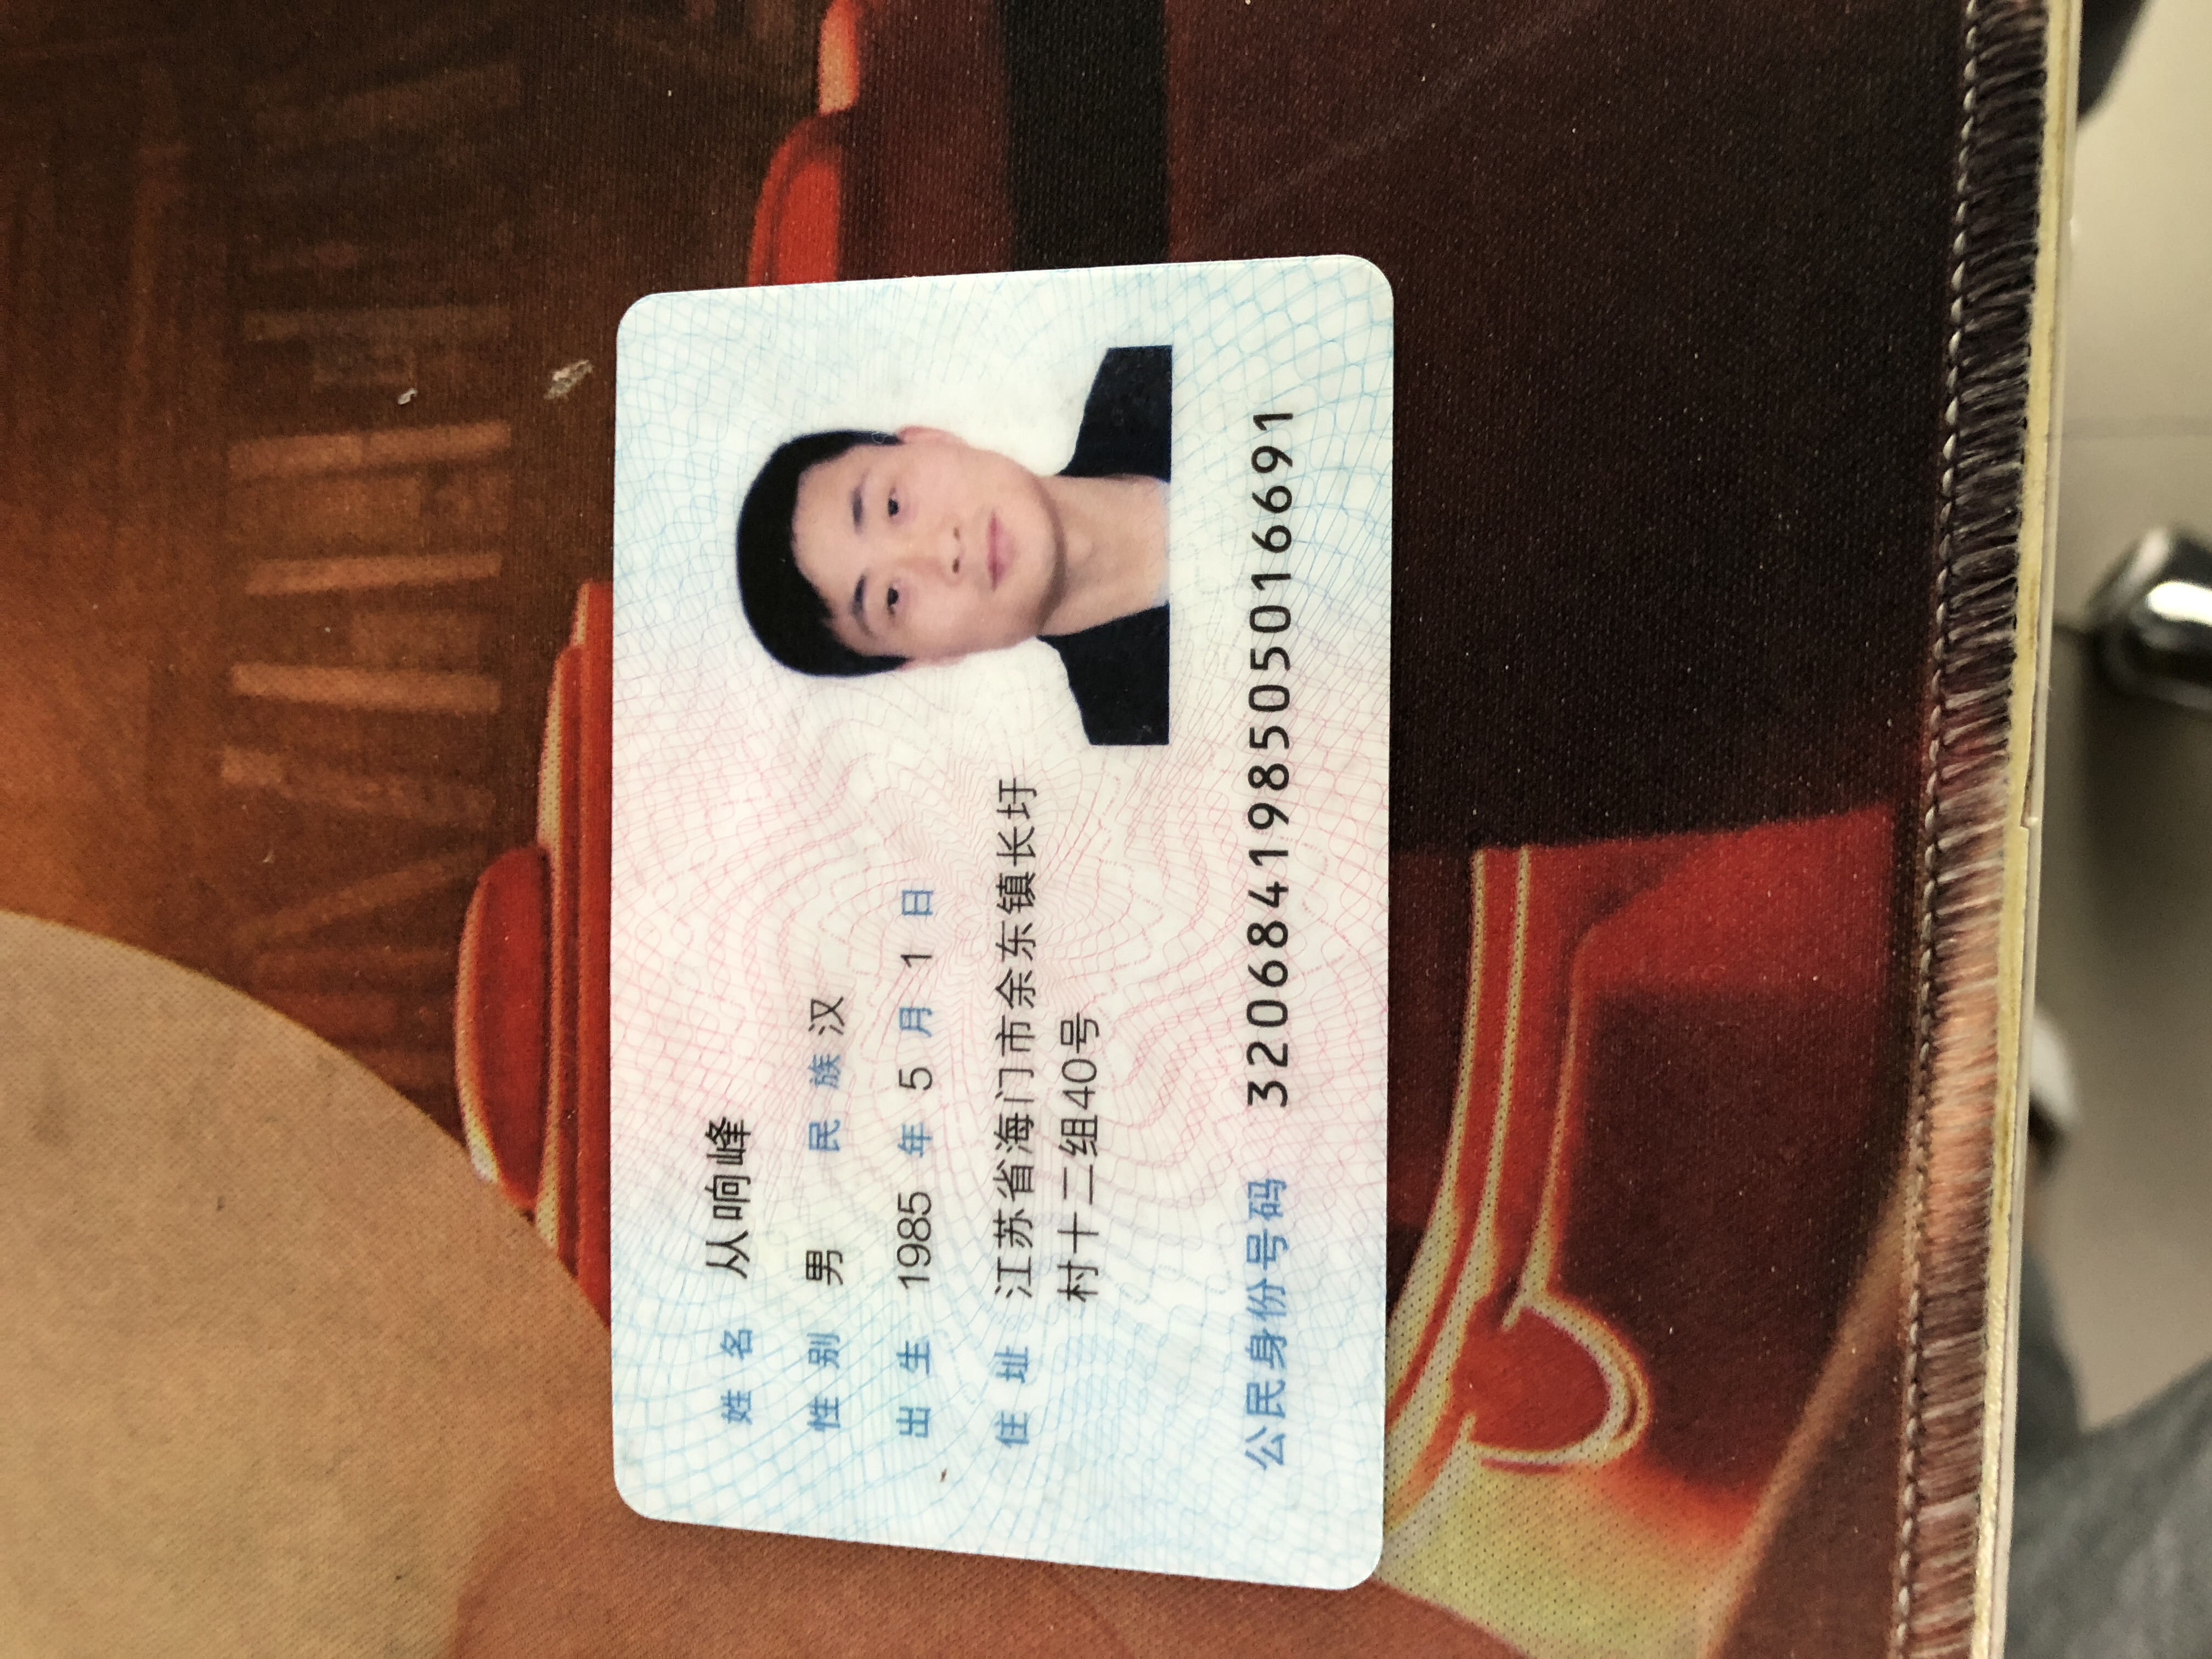 姓名 从响峰
性别 男 民族 汉
出生 1985 年 5 月 1 日
住址 江苏省海门市余东镇长圩
村十二组40号
公民身份号码 320684198505016691